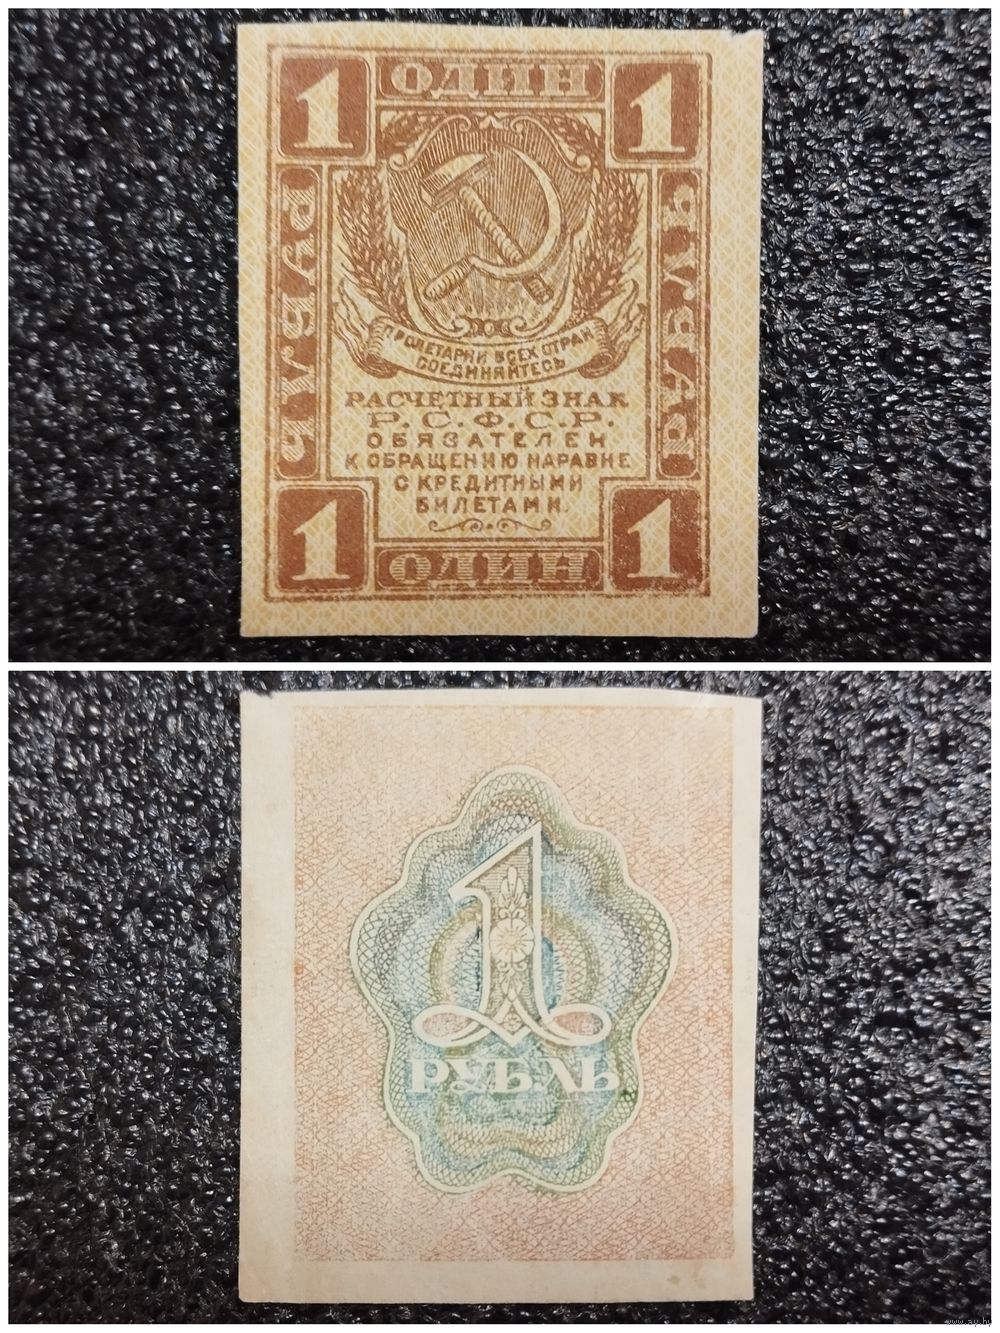 1 ОДИН 1
РУБЛЬ
РУБЛЬ
ПРОЛЕТАРИИ ВСЕХ СТРАН
СОЕДИНЯЙТЕСЬ
РАСЧЕТНЫЙ ЗНАК
Р.С.Ф.С.Р.
ОБЯЗАТЕЛЕН
К ОБРАЩЕНИЮ НАРАВНЕ
С КРЕДИТНЫМИ
БИЛЕТАМИ.
1 ОДИН 1
1
РУБЛЬ